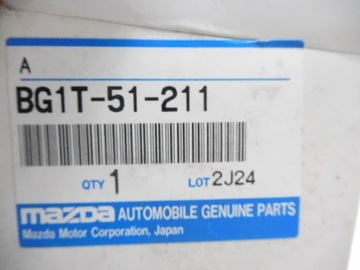 A
BG1T-51-211
QTY 1 LOT 2J24
mazda AUTOMOBILE GENUINE PARTS
Mazda Motor Corporation, Japan